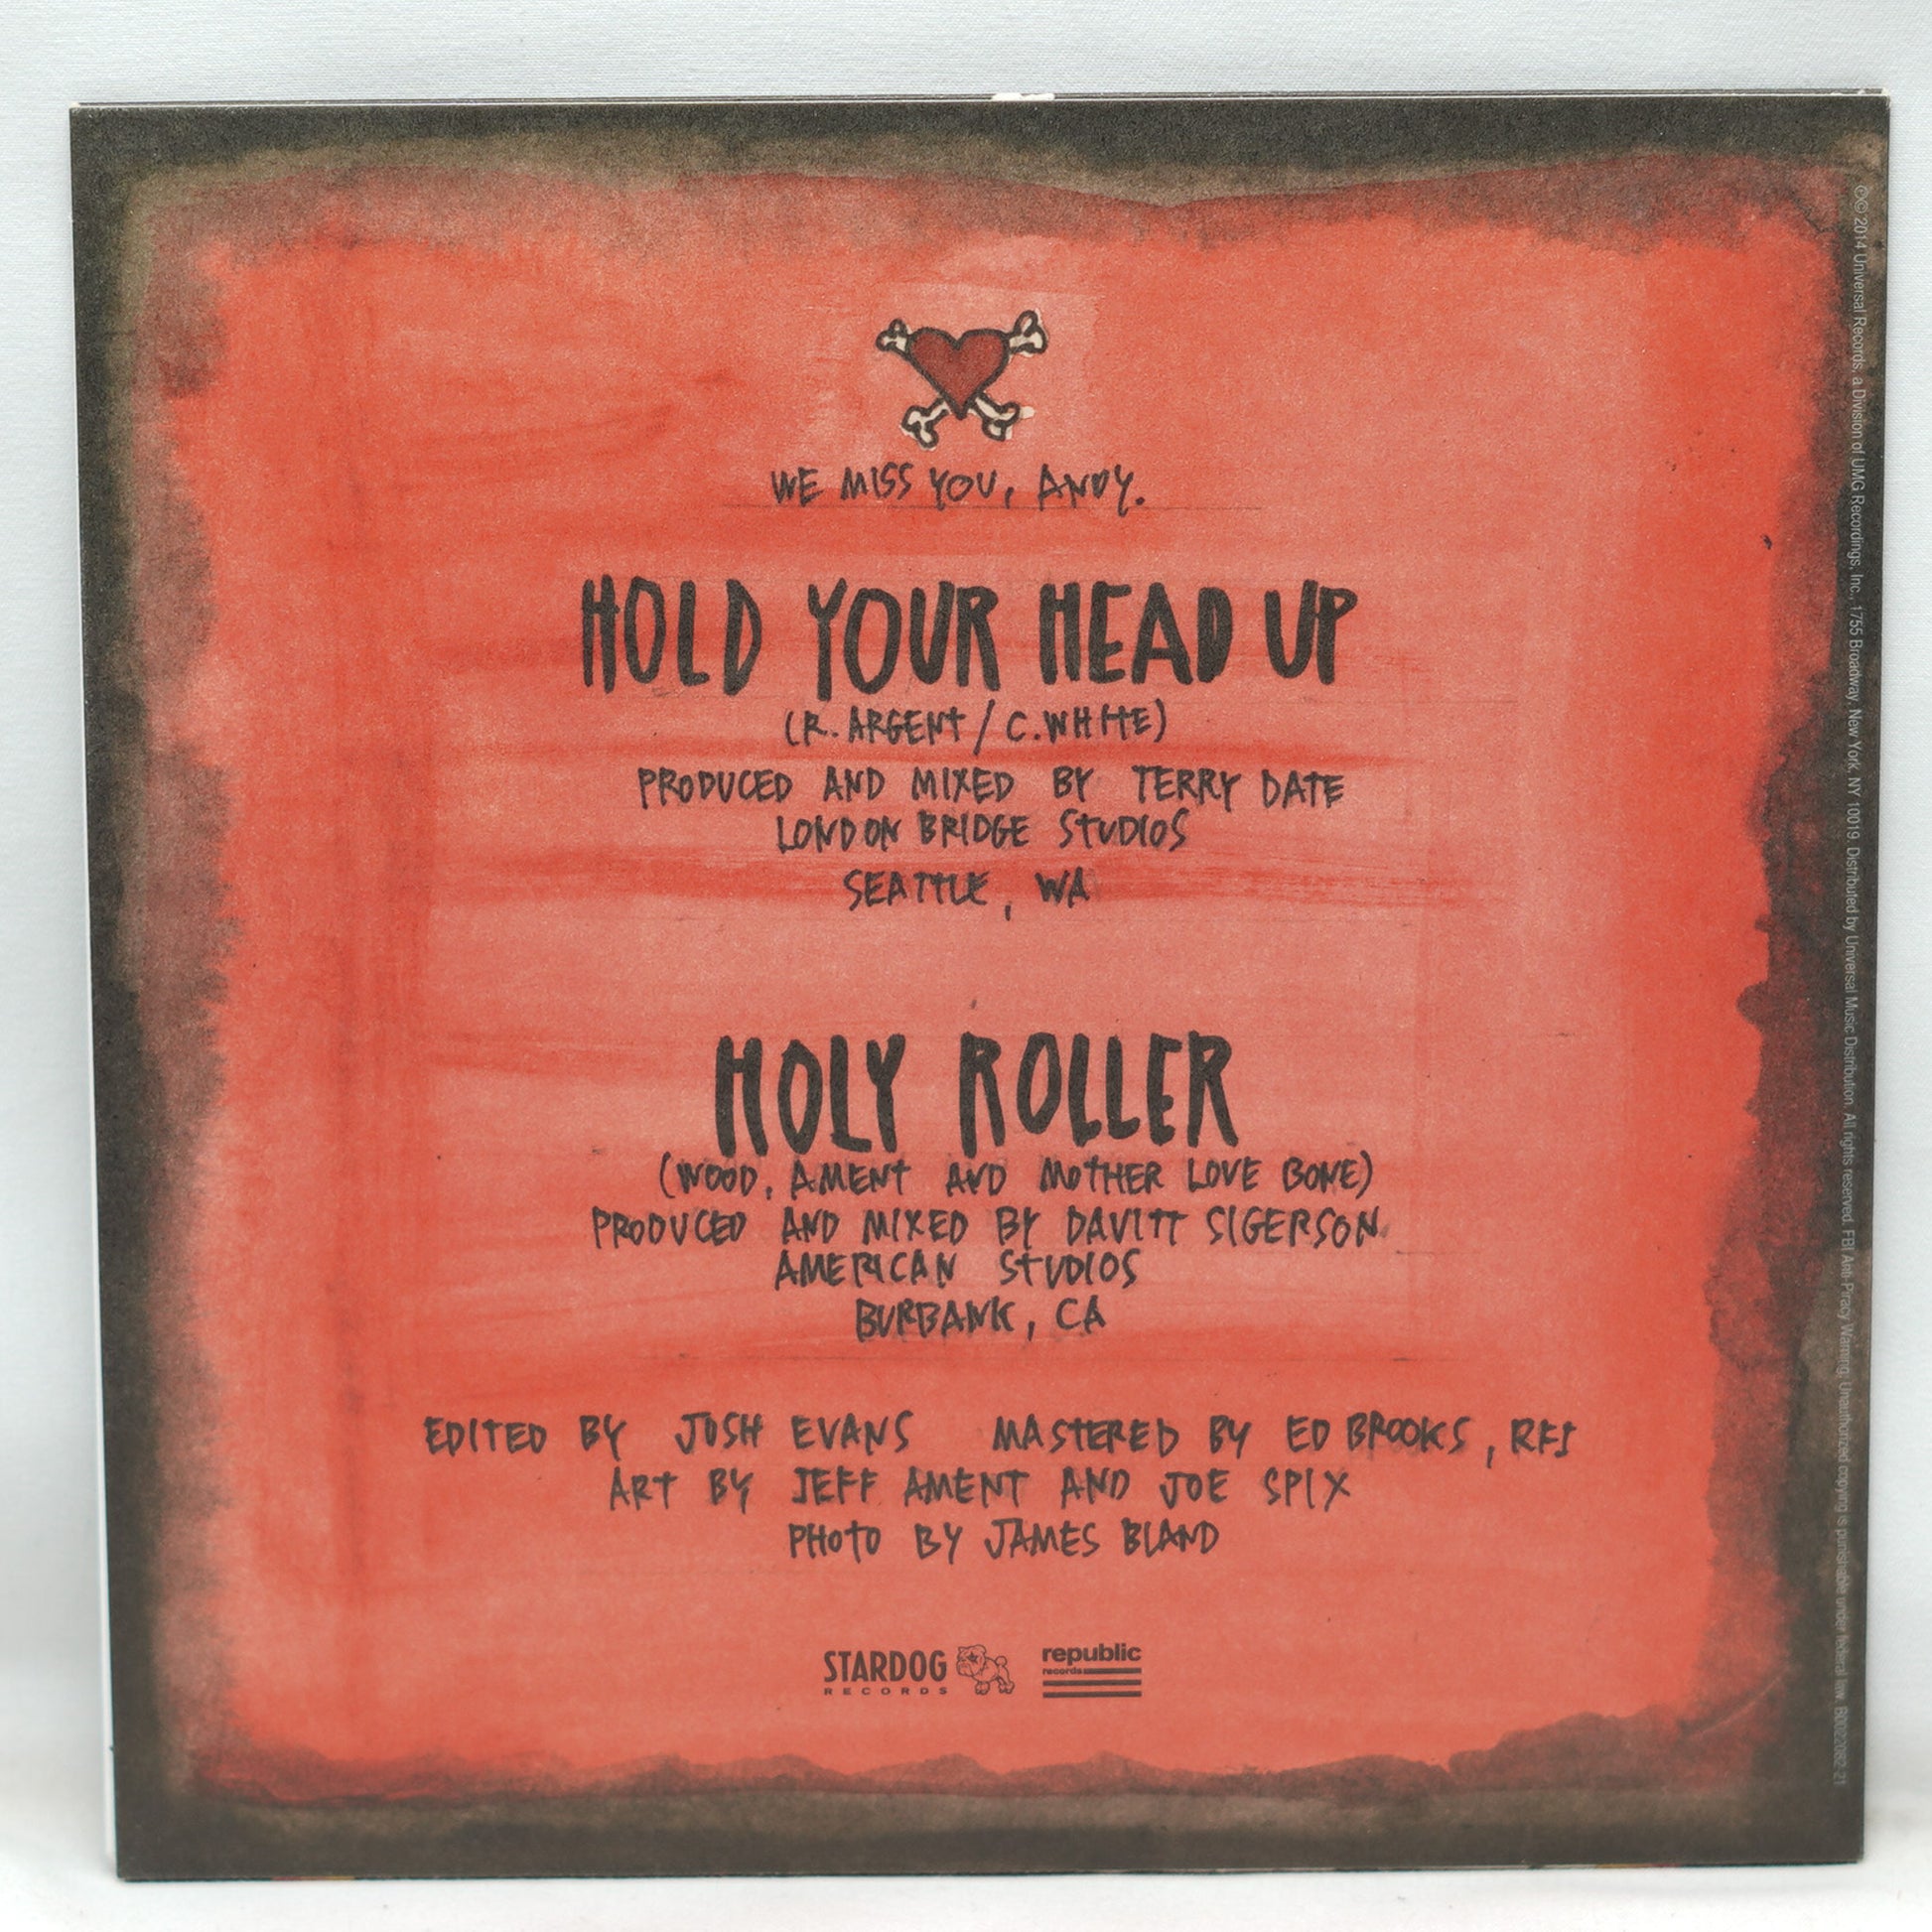 WE MISS YOU, ANDY.
HOLD YOUR HEAD UP
(R. ARGENT / C. WHITE)
PRODUCED AND MIXED BY TERRY DATE
LONDON BRIDGE STUDIOS
SEATTLE, WA
HOLY ROLLER
(WOOD, AMENT AND MOTHER LOVE BONE)
PRODUCED AND MIXED BY DAVITT SIGERSON
AMERICAN STUDIOS
BURBANK, CA
EDITED BY JOSH EVANS MASTERED BY ED BROOKS, RFI
ART BY JEFF AMENT AND JOE SPIX
PHOTO BY JAMES BLAND
STARDOG
RECORDS
republic
records
℗© 2014 Universal Records, a Division of UMG Recordings, Inc., 1755 Broadway, New York, NY 10019. Distributed by Universal Music Distribution. All rights reserved. FBI Anti-Piracy Warning: Unauthorized copying is punishable under federal law. B0022082-21